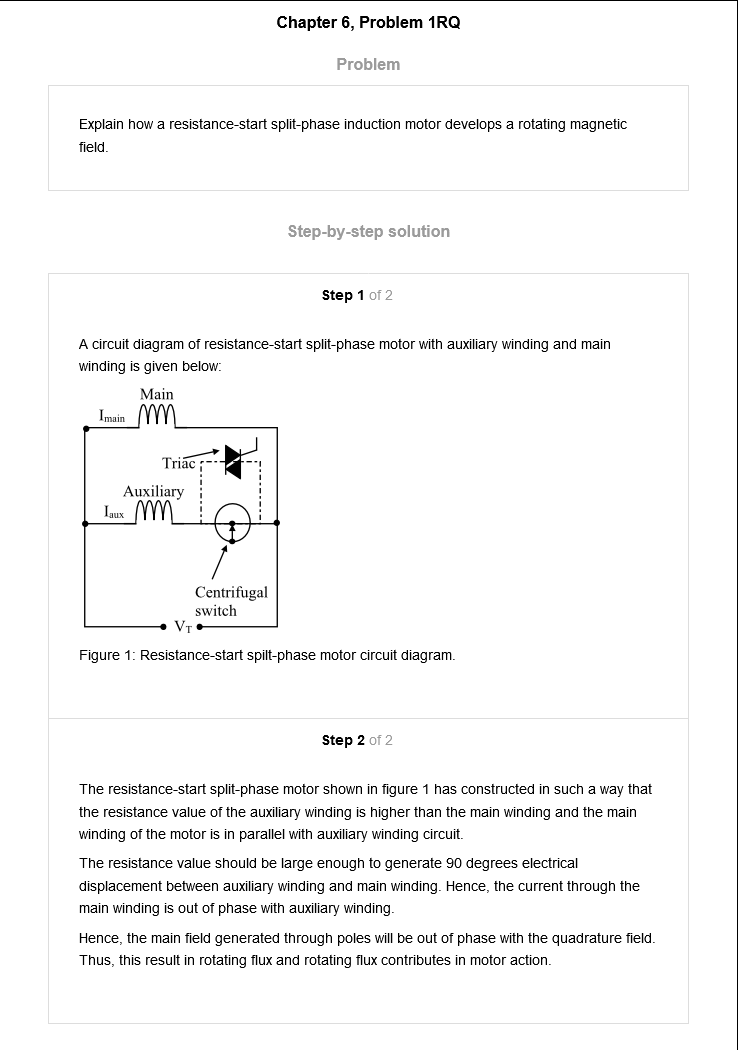 Chapter 6, Problem 1RQ
Problem
Explain how a resistance-start split-phase induction motor develops a rotating magnetic
field.
Step-by-step solution
Step 1 of 2
A circuit diagram of resistance-start split-phase motor with auxiliary winding and main
winding is given below:
Main
Imain
Triac
Auxiliary
Iaux
Centrifugal
switch
VT
Figure 1: Resistance-start spilt-phase motor circuit diagram.
Step 2 of 2
The resistance-start split-phase motor shown in figure 1 has constructed in such a way that
the resistance value of the auxiliary winding is higher than the main winding and the main
winding of the motor is in parallel with auxiliary winding circuit.
The resistance value should be large enough to generate 90 degrees electrical
displacement between auxiliary winding and main winding. Hence, the current through the
main winding is out of phase with auxiliary winding.
Hence, the main field generated through poles will be out of phase with the quadrature field.
Thus, this result in rotating flux and rotating flux contributes in motor action.